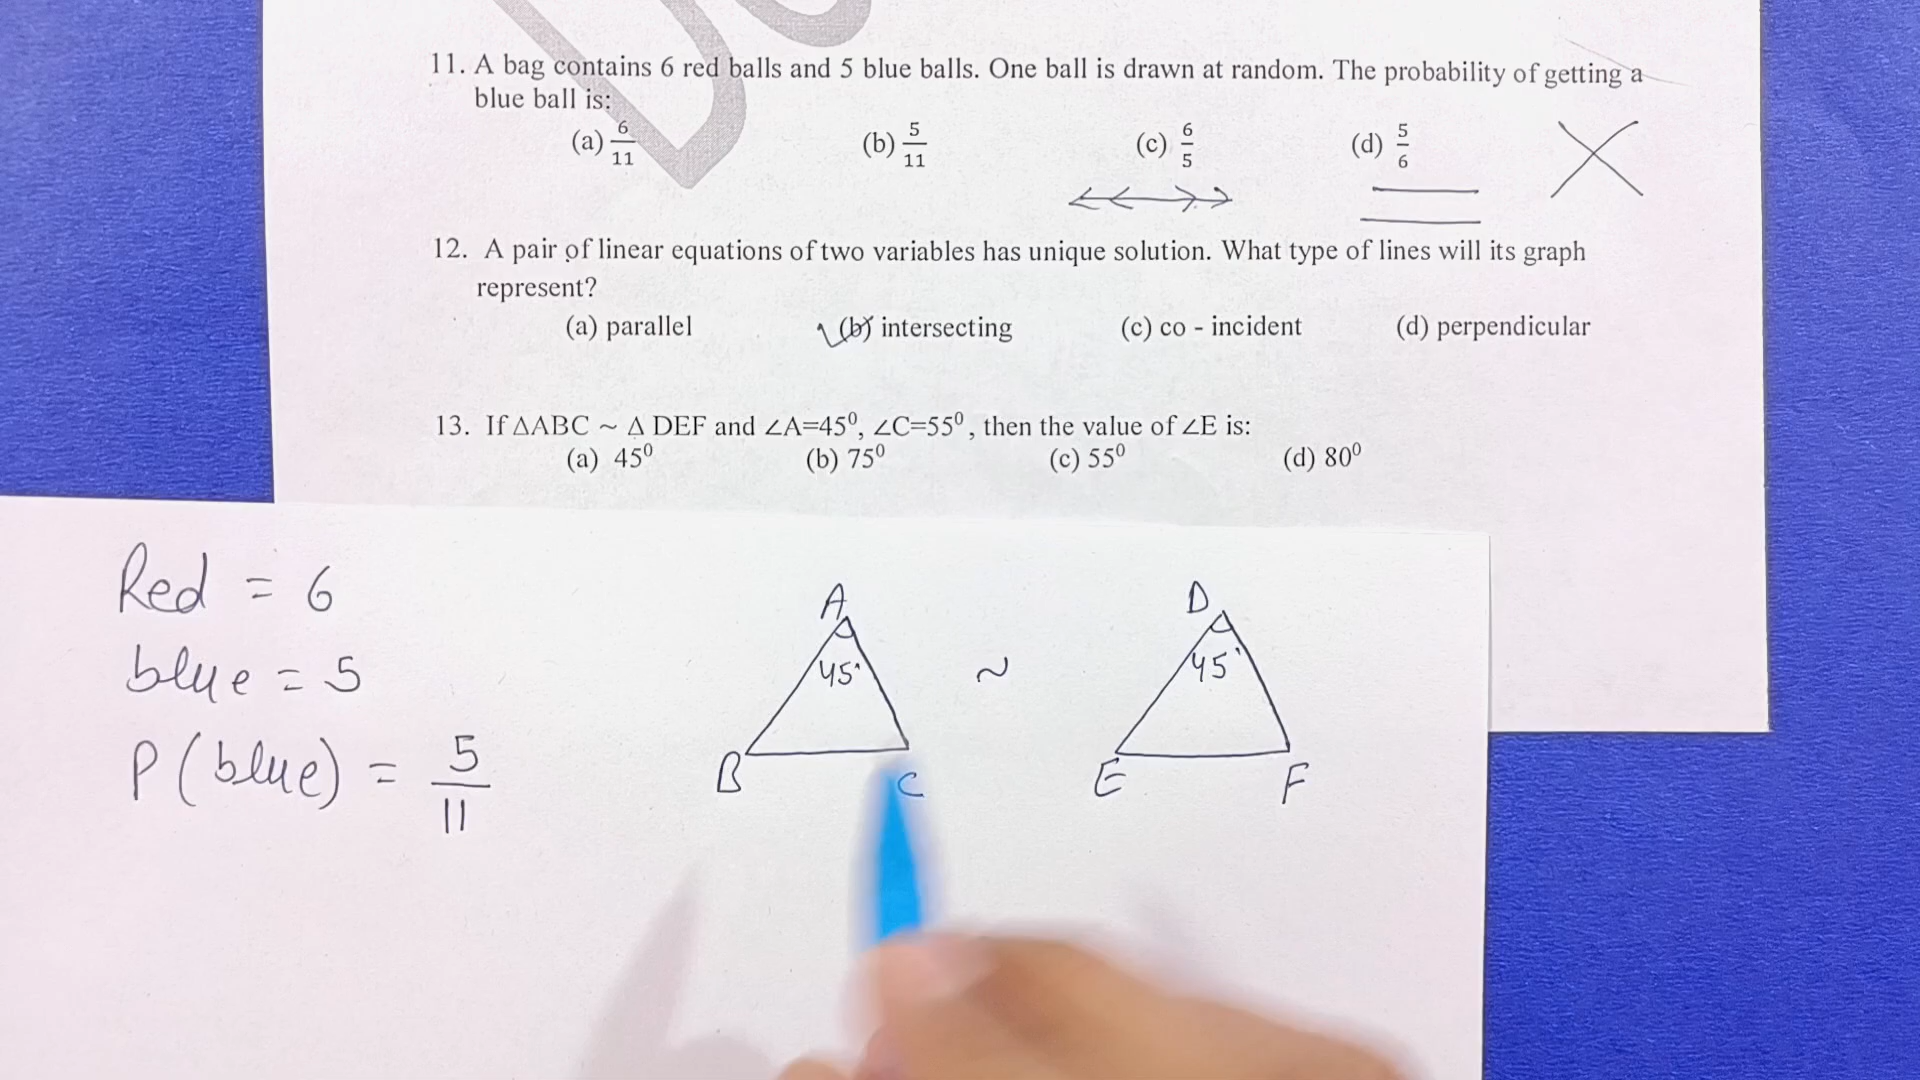 11. A bag contains 6 red balls and 5 blue balls. One ball is drawn at random. The probability of getting a
blue ball is:
(a) 6/11 (b) 5/11 (c) 6/5 (d) 5/6
12. A pair of linear equations of two variables has unique solution. What type of lines will its graph
represent?
(a) parallel (b) intersecting (c) co - incident (d) perpendicular
13. If ΔABC ~ Δ DEF and ∠A=45⁰, ∠C=55⁰, then the value of ∠E is:
(a) 45⁰ (b) 75⁰ (c) 55⁰ (d) 80⁰
Red = 6
blue = 5
P (blue) = 5/11
A D
45° ~ 45°
B C E F